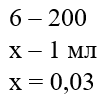 6 – 200
х – 1 мл
х = 0,03